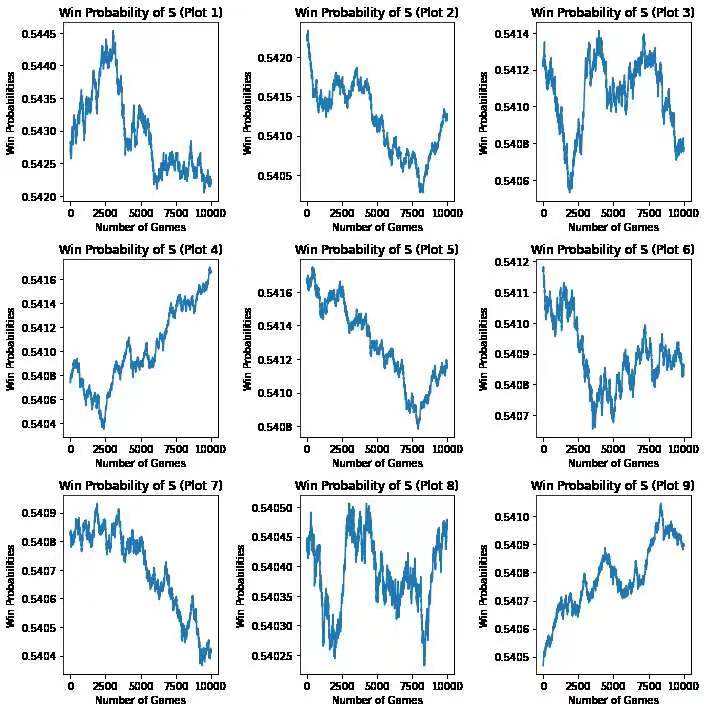 Win Probability of S (Plot 1)
Win Probabilities
0.5445
0.5440
0.5435
0.5430
0.5425
0.5420
0 2500 5000 7500 10000
Number of Games
Win Probability of S (Plot 2)
Win Probabilities
0.5420
0.5415
0.5410
0.5405
0 2500 5000 7500 10000
Number of Games
Win Probability of S (Plot 3)
Win Probabilities
0.5414
0.5412
0.5410
0.5408
0.5406
0 2500 5000 7500 10000
Number of Games
Win Probability of S (Plot 4)
Win Probabilities
0.5416
0.5414
0.5412
0.5410
0.5408
0.5406
0.5404
0 2500 5000 7500 10000
Number of Games
Win Probability of S (Plot 5)
Win Probabilities
0.5416
0.5414
0.5412
0.5410
0.5408
0 2500 5000 7500 10000
Number of Games
Win Probability of S (Plot 6)
Win Probabilities
0.5412
0.5411
0.5410
0.5409
0.5408
0.5407
0 2500 5000 7500 10000
Number of Games
Win Probability of S (Plot 7)
Win Probabilities
0.5409
0.5408
0.5407
0.5406
0.5405
0.5404
0 2500 5000 7500 10000
Number of Games
Win Probability of S (Plot 8)
Win Probabilities
0.54050
0.54045
0.54040
0.54035
0.54030
0.54025
0 2500 5000 7500 10000
Number of Games
Win Probability of S (Plot 9)
Win Probabilities
0.5410
0.5409
0.5408
0.5407
0.5406
0.5405
0 2500 5000 7500 10000
Number of Games